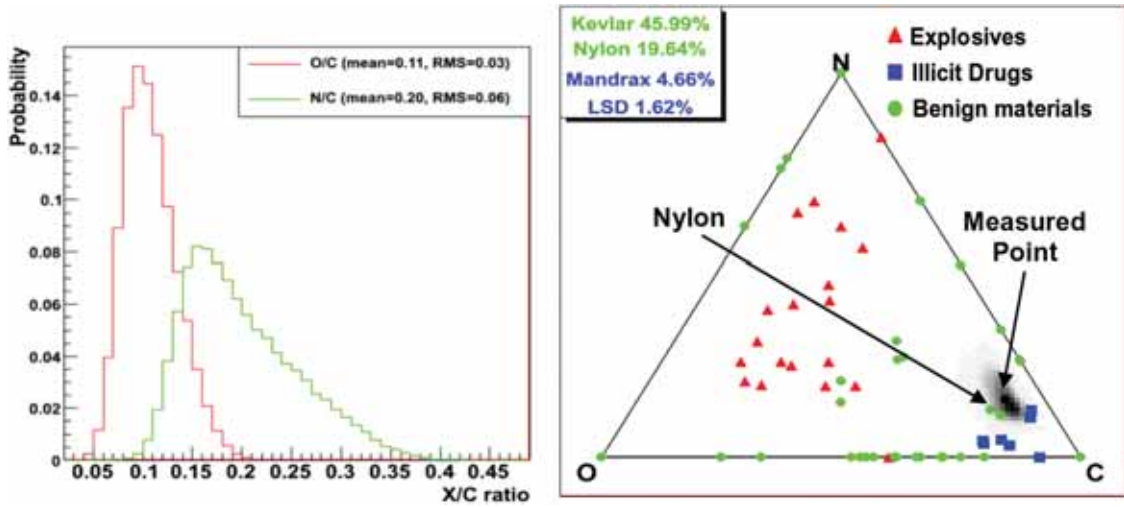 Probability
0.14
0.12
0.1
0.08
0.06
0.04
0.02
0
O/C (mean=0.11, RMS=0.03)
N/C (mean=0.20, RMS=0.06)
0.05 0.1 0.15 0.2 0.25 0.3 0.35 0.4 0.45
X/C ratio
Kevlar 45.99%
Nylon 19.64%
Mandrax 4.66%
LSD 1.62%
Explosives
Illicit Drugs
Benign materials
N
Nylon
Measured
Point
O
C